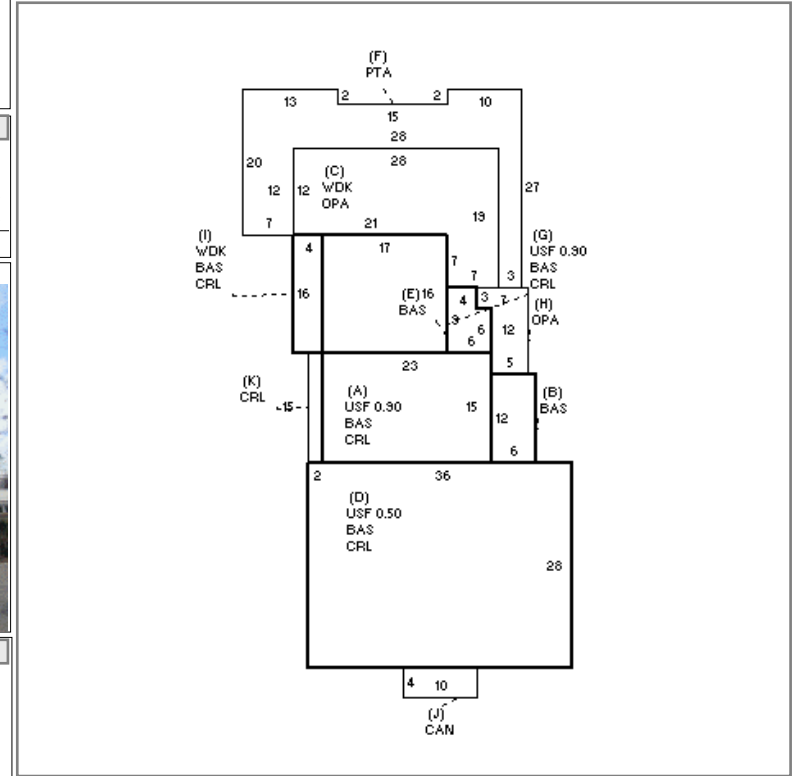 (F)
PTA
13
2
2
10
15
28
28
20
(C)
WDK
OPA
12
12
27
19
7
21
(I)
WDK
BAS
CRL
4
17
(G)
USF 0.90
BAS
CRL
7
7
3
16
(E)16
BAS
4
3
7
(H)
OPA
9
6
12
6
23
5
(K)
CRL
15
(A)
USF 0.90
BAS
CRL
15
12
(B)
BAS
6
2
36
(D)
USF 0.50
BAS
CRL
28
4
10
(J)
CAN